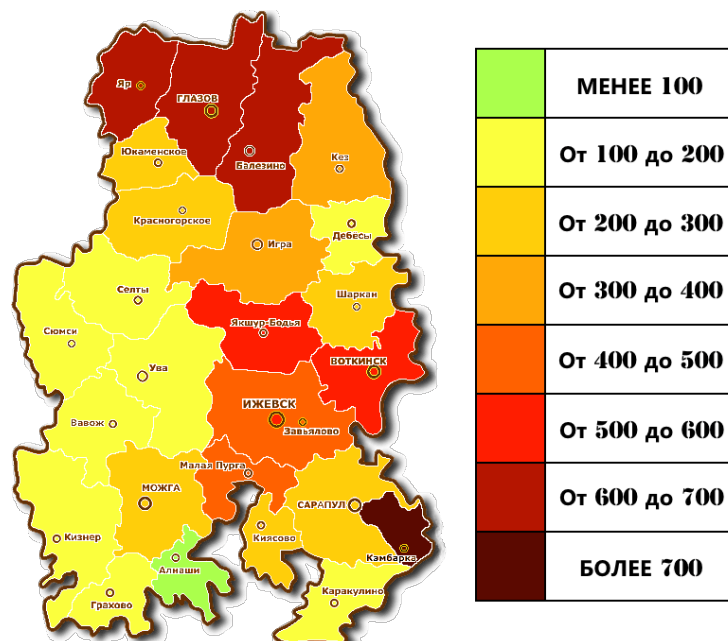 Яр
ГЛАЗОВ
Юкаменское
Балезино
Кез
Красногорское
Дебёсы
Игра
Селты
Шаркан
Сюмси
Якшур-Бодья
Ува
ВОТКИНСК
ИЖЕВСК
Завьялово
Вавож
Малая Пурга
МОЖГА
САРАПУЛ
Киясово
Кизнер
Камбарка
Алнаши
Грахово
Каракулино
МЕНЕЕ 100
От 100 до 200
От 200 до 300
От 300 до 400
От 400 до 500
От 500 до 600
От 600 до 700
БОЛЕЕ 700